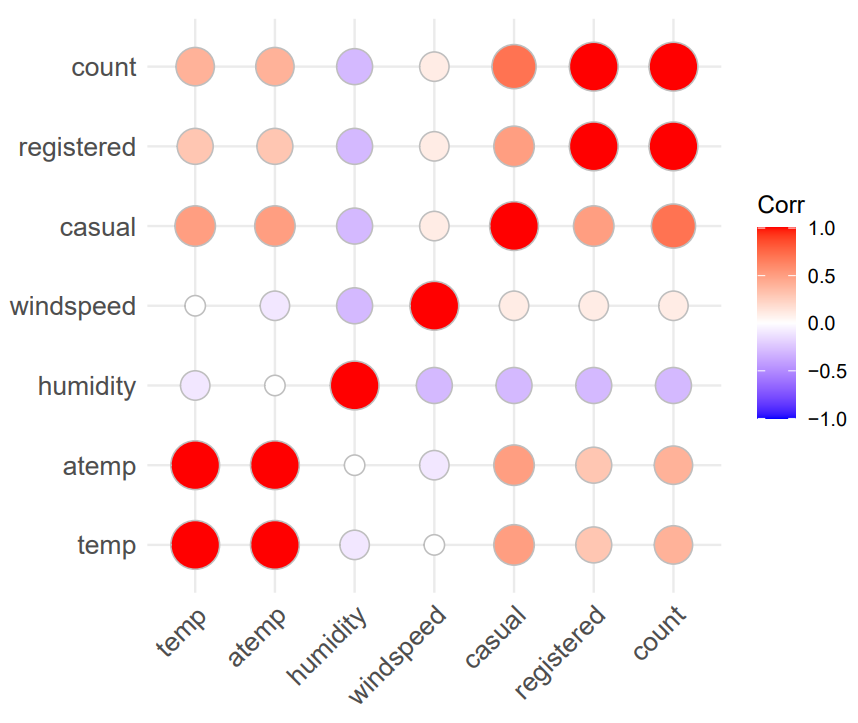 count
registered
casual
windspeed
humidity
atemp
temp
temp
atemp
humidity
windspeed
casual
registered
count
Corr
1.0
0.5
0.0
−0.5
−1.0